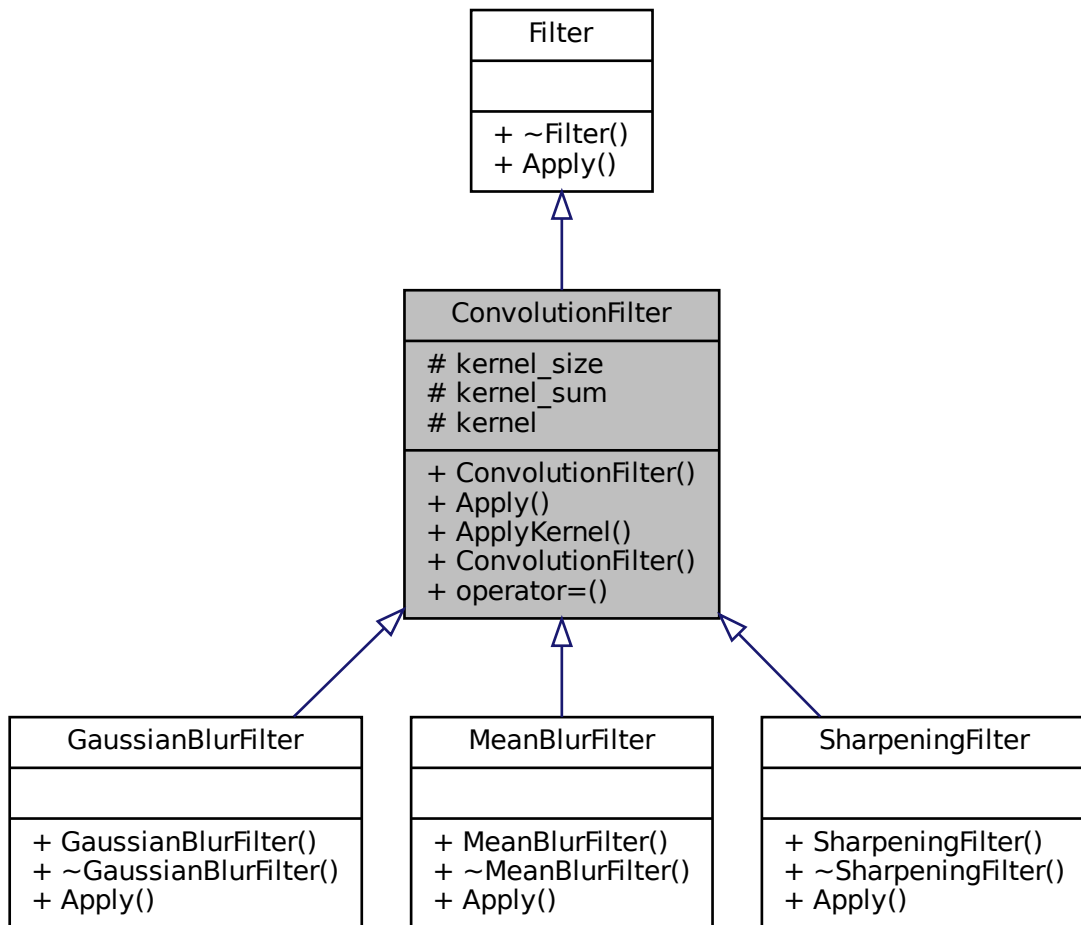 Filter
+ ~Filter()
+ Apply()
ConvolutionFilter
# kernel_size
# kernel_sum
# kernel
+ ConvolutionFilter()
+ Apply()
+ ApplyKernel()
+ ConvolutionFilter()
+ operator=()
GaussianBlurFilter
+ GaussianBlurFilter()
+ ~GaussianBlurFilter()
+ Apply()
MeanBlurFilter
+ MeanBlurFilter()
+ ~MeanBlurFilter()
+ Apply()
SharpeningFilter
+ SharpeningFilter()
+ ~SharpeningFilter()
+ Apply()